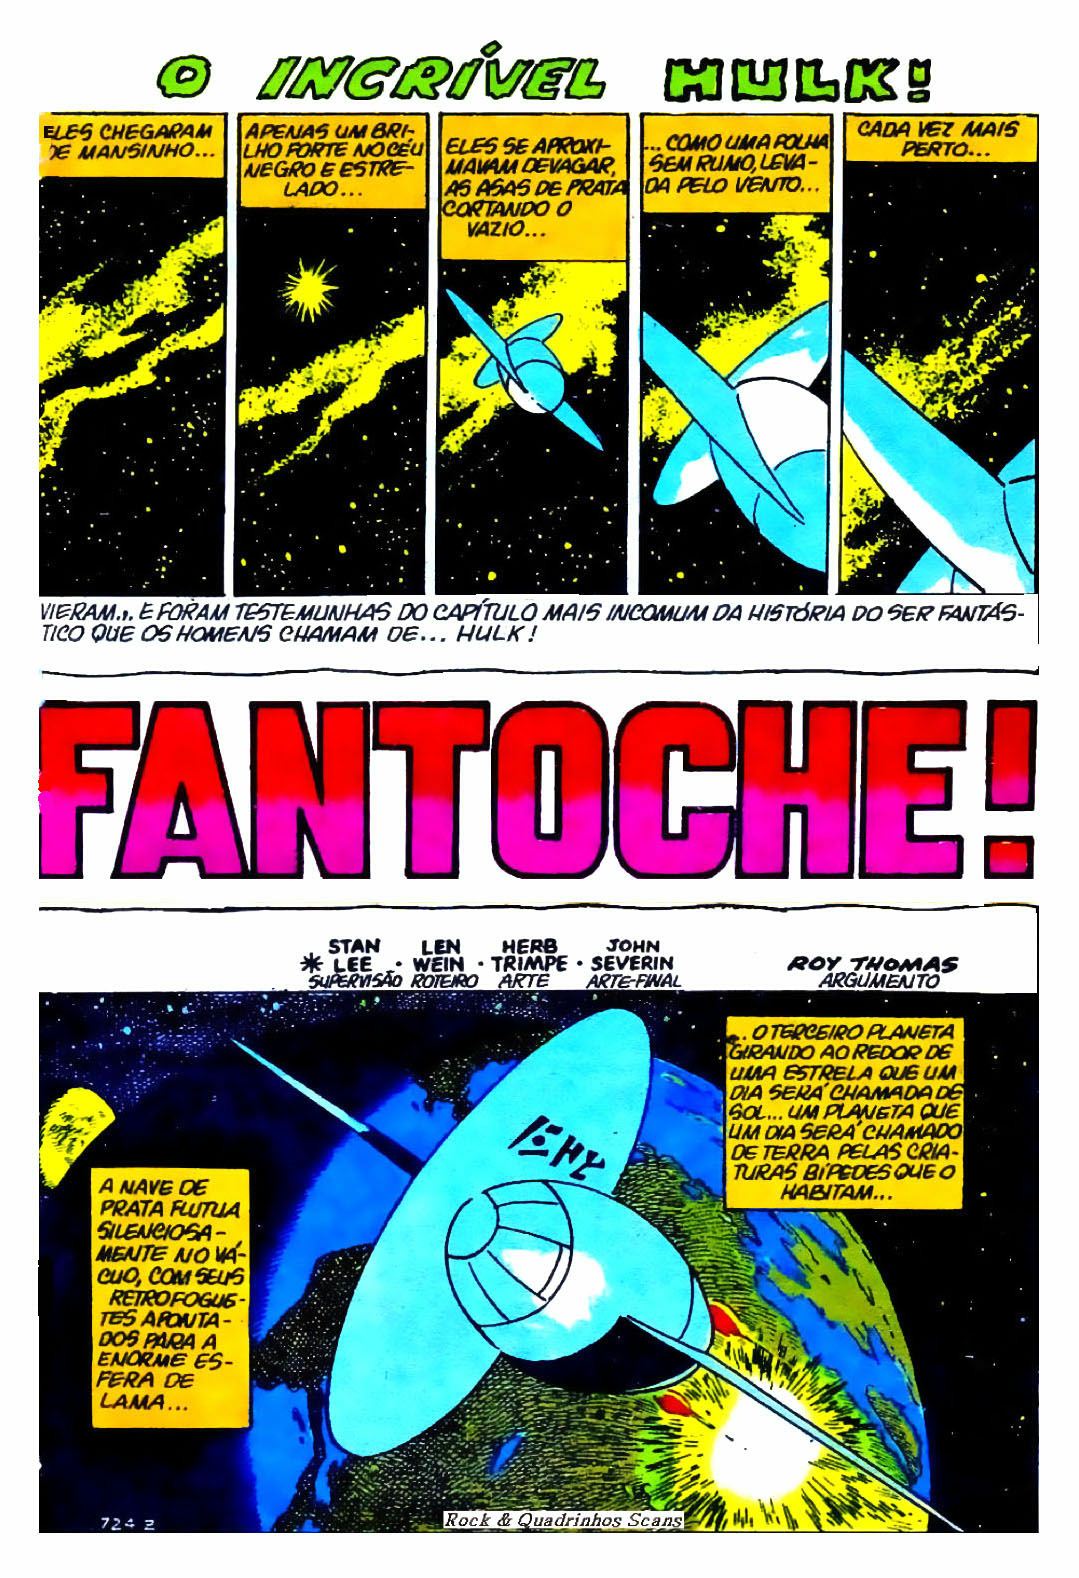 O INCRÍVEL HULK!
ELES CHEGARAM
DE MANSINHO...
APENAS UM BRI-
LHO FORTE NO CÉU
NEGRO E ESTRE-
LADO...
ELES SE APROXI-
MAVAM DEVAGAR,
AS ASAS DE PRATA
CORTANDO O
VAZIO...
... COMO UMA FOLHA
SEM RUMO, LEVA-
DA PELO VENTO...
CADA VEZ MAIS
PERTO...
VIERAM... E FORAM TESTEMUNHAS DO CAPÍTULO MAIS INCOMUM DA HISTÓRIA DO SER FANTÁS-
TICO QUE OS HOMENS CHAMAM DE... HULK!
FANTOCHE!
STAN LEN HERB JOHN
* LEE · WEIN · TRIMPE · SEVERIN ROY THOMAS
SUPERVISÃO ROTEIRO ARTE ARTE-FINAL ARGUMENTO
... O TERCEIRO PLANETA
GIRANDO AO REDOR DE
UMA ESTRELA QUE UM
DIA SERÁ CHAMADA DE
SOL... UM PLANETA QUE
UM DIA SERÁ CHAMADO
DE TERRA PELAS CRIA-
TURAS BÍPEDES QUE O
HABITAM...
A NAVE DE
PRATA FLUTUA
SILENCIOSA-
MENTE NO VÁ-
CUO, COM SEUS
RETROFOGUE-
TES APONTA-
DOS PARA A
ENORME ES-
FERA DE
LAMA...
724 2
Rock & Quadrinhos Scans